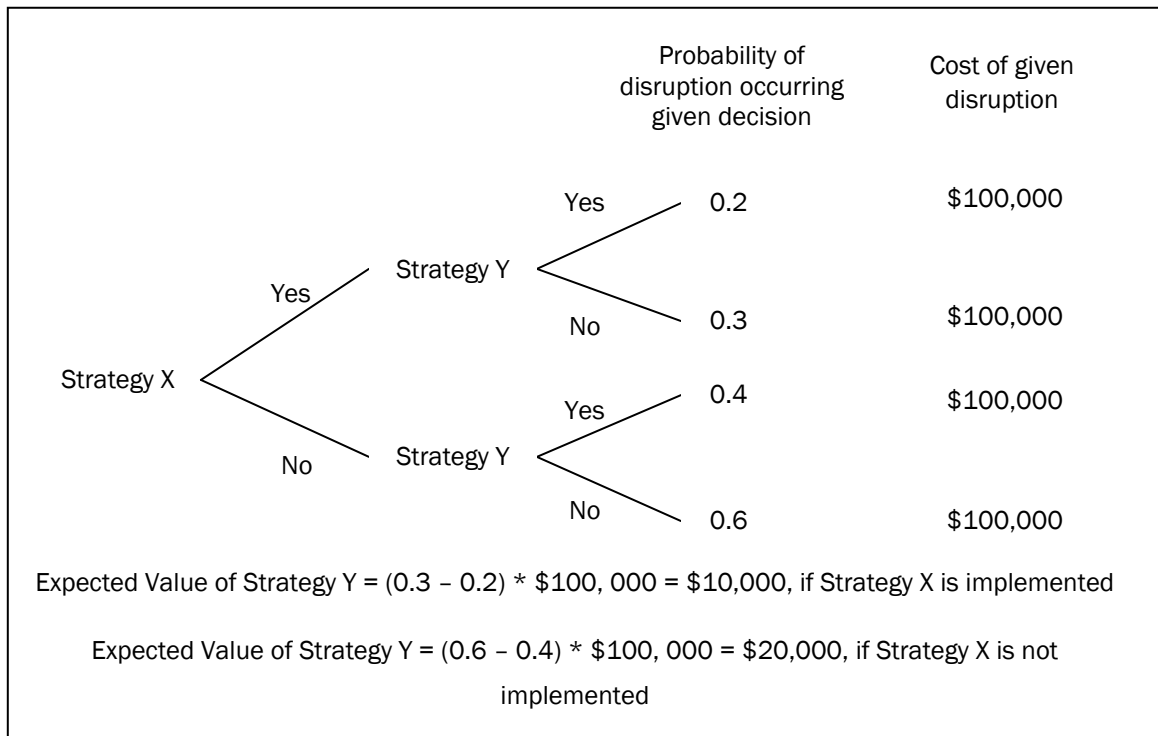 Probability of
disruption occurring
given decision
Cost of given
disruption
Yes
0.2
$100,000
Strategy Y
Yes
No
0.3
$100,000
Strategy X
Yes
0.4
$100,000
No
Strategy Y
No
0.6
$100,000
Expected Value of Strategy Y = (0.3 – 0.2) * $100, 000 = $10,000, if Strategy X is implemented
Expected Value of Strategy Y = (0.6 – 0.4) * $100, 000 = $20,000, if Strategy X is not
implemented